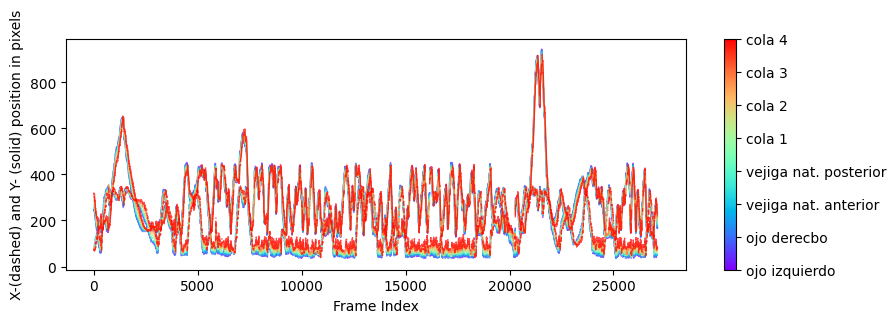 X-(dashed) and Y- (solid) position in pixels
800
600
400
200
0
0
5000
10000
15000
20000
25000
Frame Index
cola 4
cola 3
cola 2
cola 1
vejiga nat. posterior
vejiga nat. anterior
ojo derecbo
ojo izquierdo